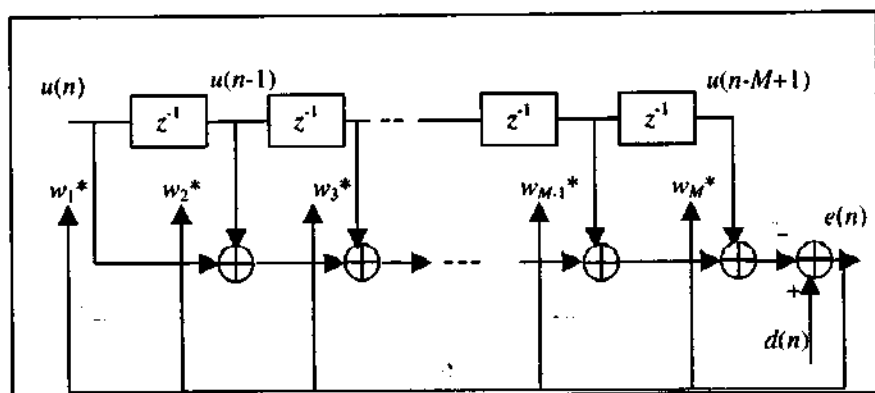 u(n) u(n-1) u(n-M+1)
z⁻¹ z⁻¹ -- z⁻¹ z⁻¹
w₁* w₂* w₃* w_{M-1}* w_M* e(n)
--- −
+
d(n)